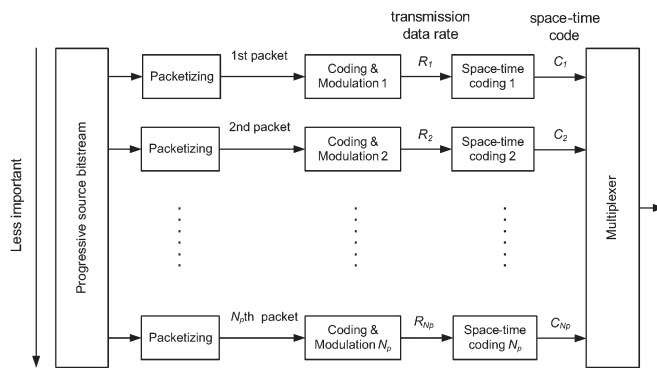 transmission
data rate
space-time
code
Less important
Progressive source bitstream
Packetizing
1st packet
Coding &
Modulation 1
R1
Space-time
coding 1
C1
Packetizing
2nd packet
Coding &
Modulation 2
R2
Space-time
coding 2
C2
Packetizing
Npth packet
Coding &
Modulation Np
RNp
Space-time
coding Np
CNp
Multiplexer